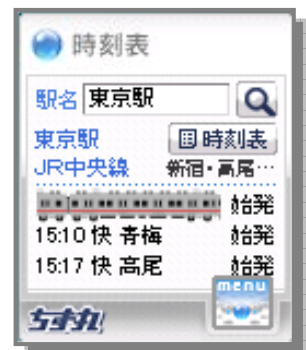 時刻表
駅名 東京駅
東京駅 時刻表
JR中央線 新宿・高尾…
始発
15:10 快 青梅 始発
15:17 快 高尾 始発
menu
ちず丸